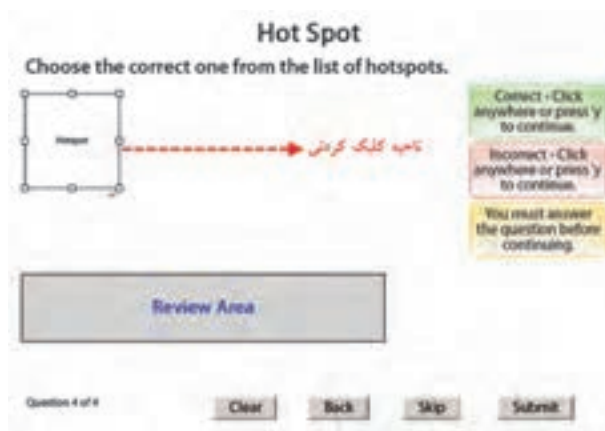 Hot Spot
Choose the correct one from the list of hotspots.
Hotspot
ناحیه کلیک کردنی
Correct - Click
anywhere or press 'y'
to continue.
Incorrect - Click
anywhere or press 'y'
to continue.
You must answer
the question before
continuing.
Review Area
Question 4 of 4
Clear
Back
Skip
Submit